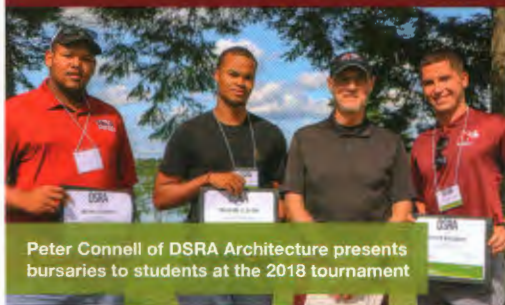 DSRA
DSRA
DSRA
Peter Connell of DSRA Architecture presents
bursaries to students at the 2018 tournament